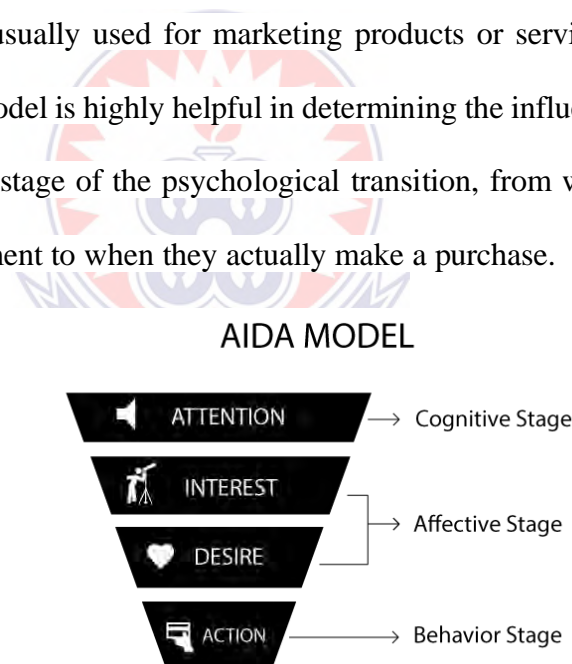 usually used for marketing products or servi
odel is highly helpful in determining the influe
stage of the psychological transition, from w
nent to when they actually make a purchase.
AIDA MODEL
ATTENTION
Cognitive Stage
INTEREST
Affective Stage
DESIRE
ACTION
Behavior Stage